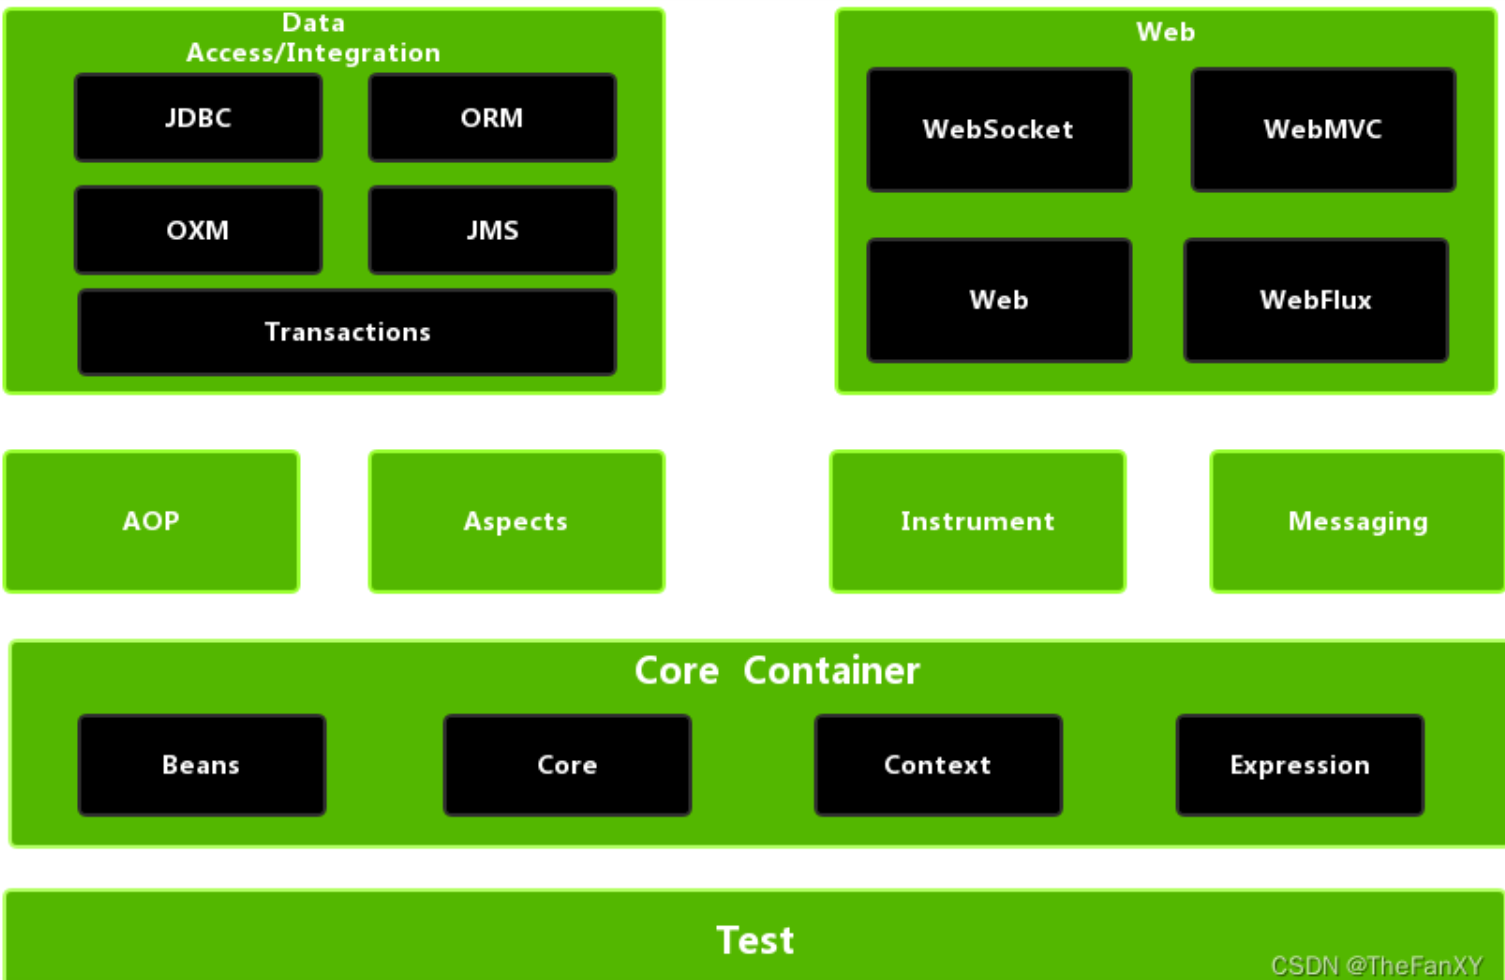 Data
Access/Integration
JDBC
ORM
OXM
JMS
Transactions
Web
WebSocket
WebMVC
Web
WebFlux
AOP
Aspects
Instrument
Messaging
Core Container
Beans
Core
Context
Expression
Test
CSDN @TheFanXY